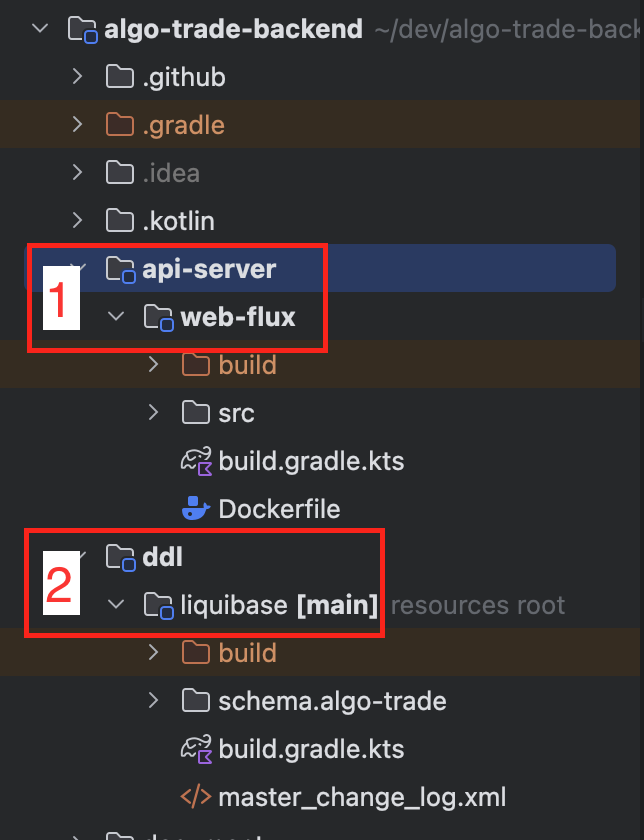 algo-trade-backend ~/dev/algo-trade-back
.github
.gradle
.idea
.kotlin
1 api-server
web-flux
build
src
build.gradle.kts
Dockerfile
2 ddl
liquibase [main] resources root
build
schema.algo-trade
build.gradle.kts
master_change_log.xml